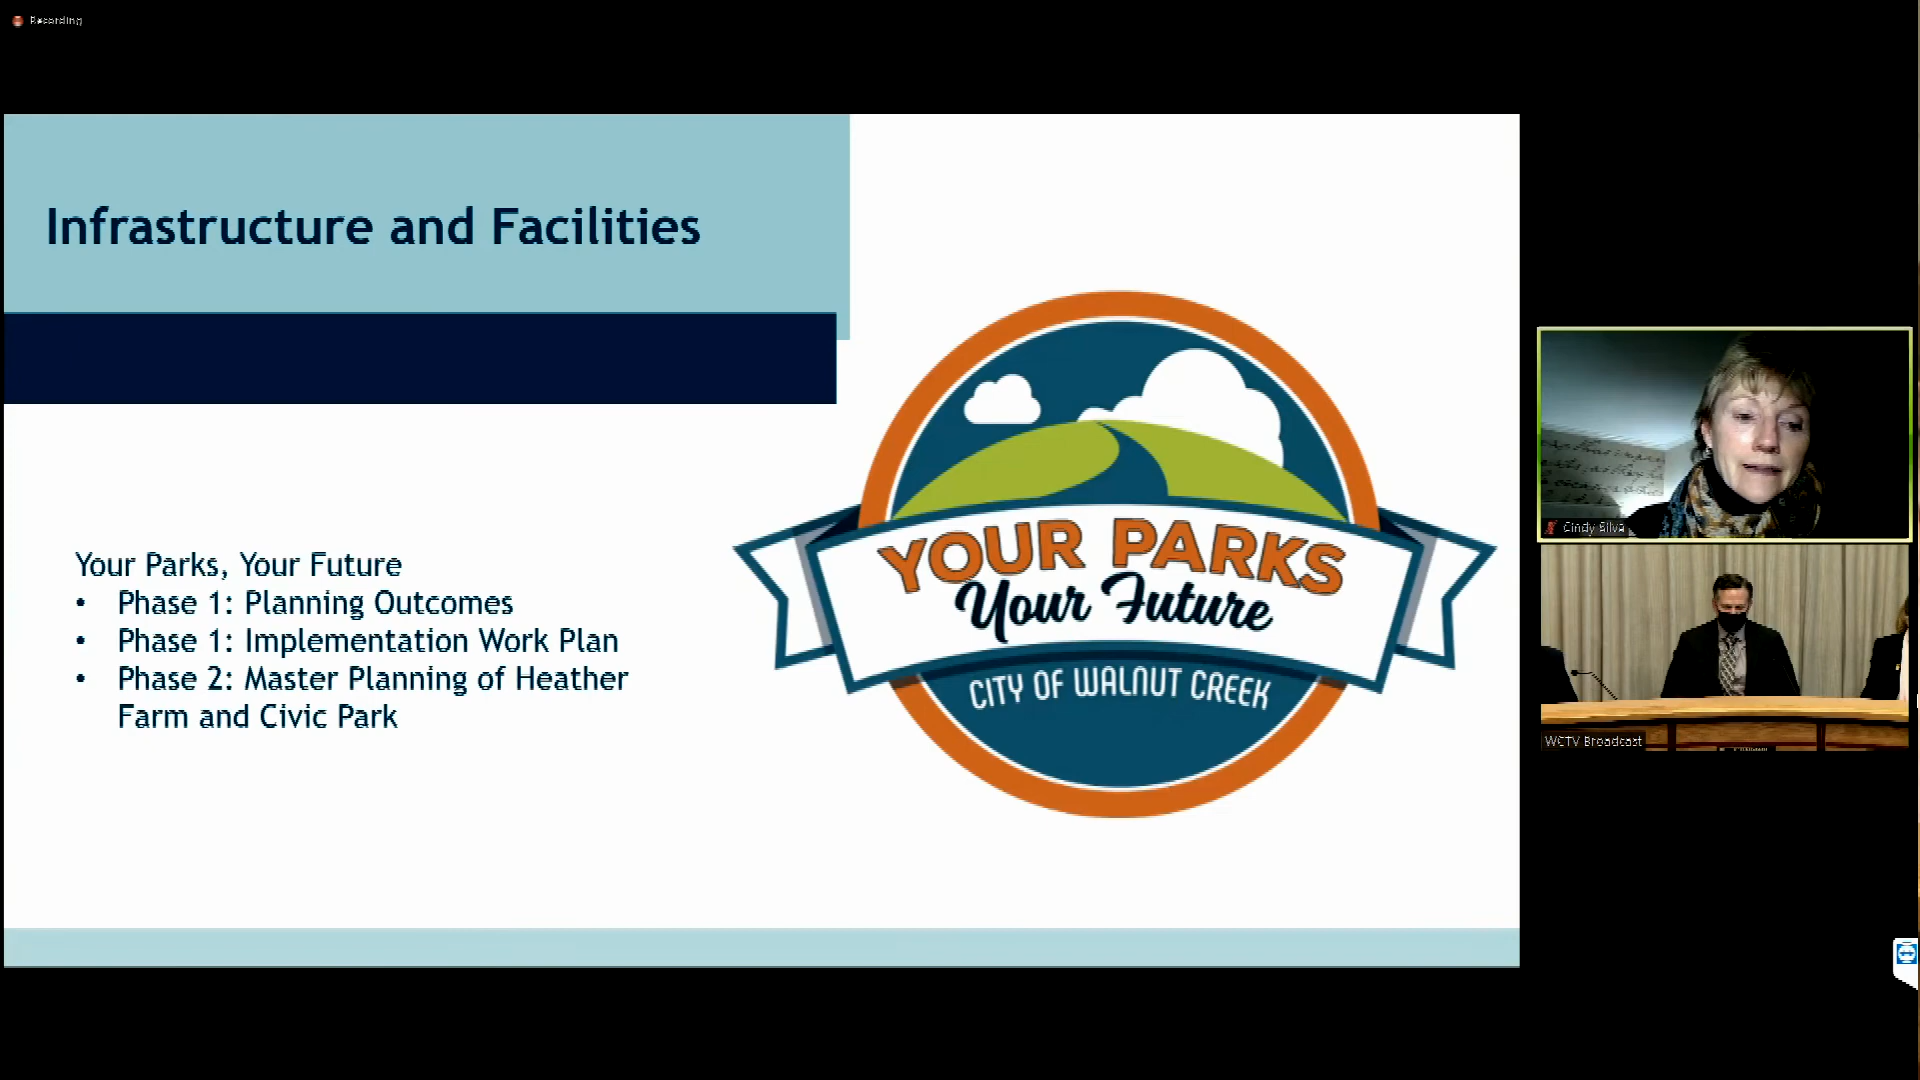 Recording
Infrastructure and Facilities
Your Parks, Your Future
• Phase 1: Planning Outcomes
• Phase 1: Implementation Work Plan
• Phase 2: Master Planning of Heather
Farm and Civic Park
YOUR PARKS
Your Future
CITY OF WALNUT CREEK
Cindy Silva
WCTV Broadcast